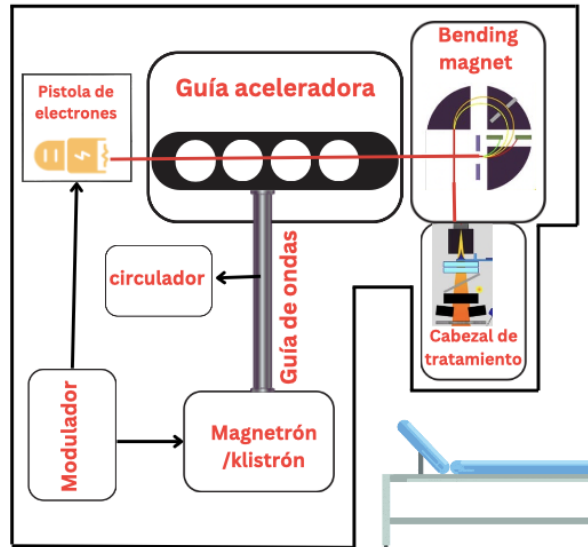 Pistola de
electrones
Guía aceleradora
Bending
magnet
circulador
Guía de ondas
Cabezal de
tratamiento
Modulador
Magnetrón
/klistrón